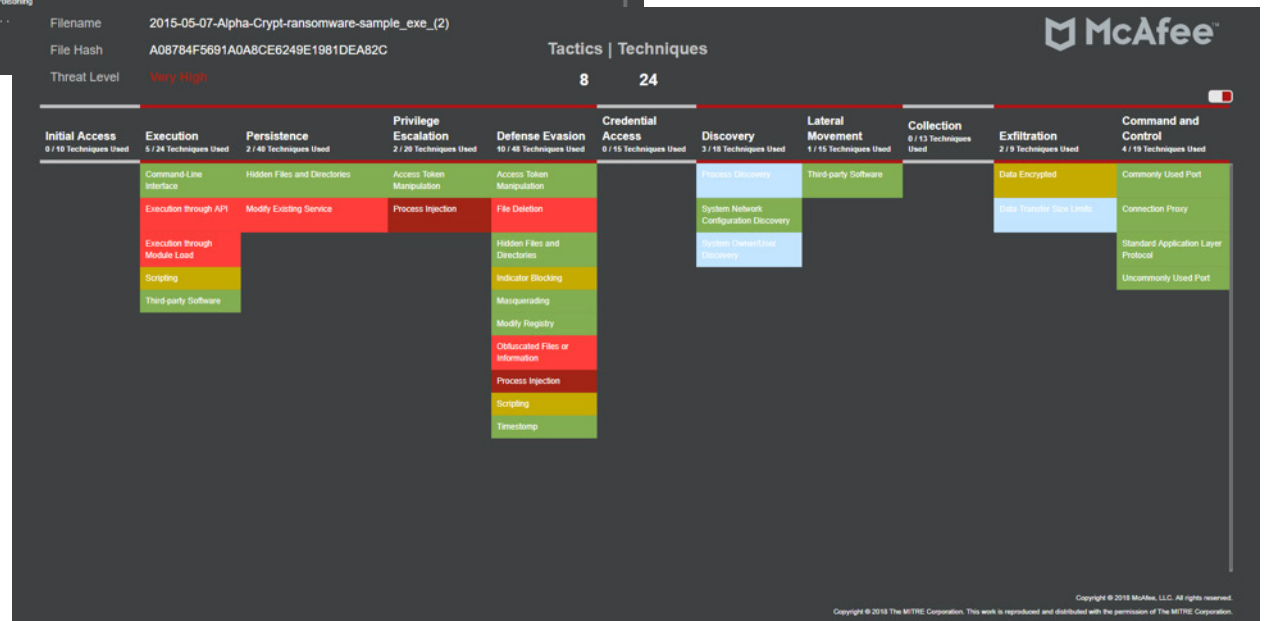 oisoning
Filename 2015-05-07-Alpha-Crypt-ransomware-sample_exe_(2)
McAfee™
File Hash A08784F5691A0A8CE6249E1981DEA82C
Tactics | Techniques
Threat Level Very High
8 24
Initial Access
0 / 10 Techniques Used
Execution
5 / 24 Techniques Used
Persistence
2 / 40 Techniques Used
Privilege
Escalation
2 / 20 Techniques Used
Defense Evasion
10 / 48 Techniques Used
Credential
Access
0 / 15 Techniques Used
Discovery
3 / 18 Techniques Used
Lateral
Movement
1 / 15 Techniques Used
Collection
0 / 13 Techniques
Used
Exfiltration
2 / 9 Techniques Used
Command and
Control
4 / 19 Techniques Used
Command-Line
Interface
Execution through API
Execution through
Module Load
Scripting
Third-party Software
Hidden Files and Directories
Modify Existing Service
Access Token
Manipulation
Process Injection
Access Token
Manipulation
File Deletion
Hidden Files and
Directories
Indicator Blocking
Masquerading
Modify Registry
Obfuscated Files or
Information
Process Injection
Scripting
Timestomp
Process Discovery
System Network
Configuration Discovery
System Owner/User
Discovery
Third-party Software
Data Encrypted
Data Transfer Size Limits
Commonly Used Port
Connection Proxy
Standard Application Layer
Protocol
Uncommonly Used Port
Copyright © 2018 McAfee, LLC. All rights reserved.
Copyright © 2018 The MITRE Corporation. This work is reproduced and distributed with the permission of The MITRE Corporation.